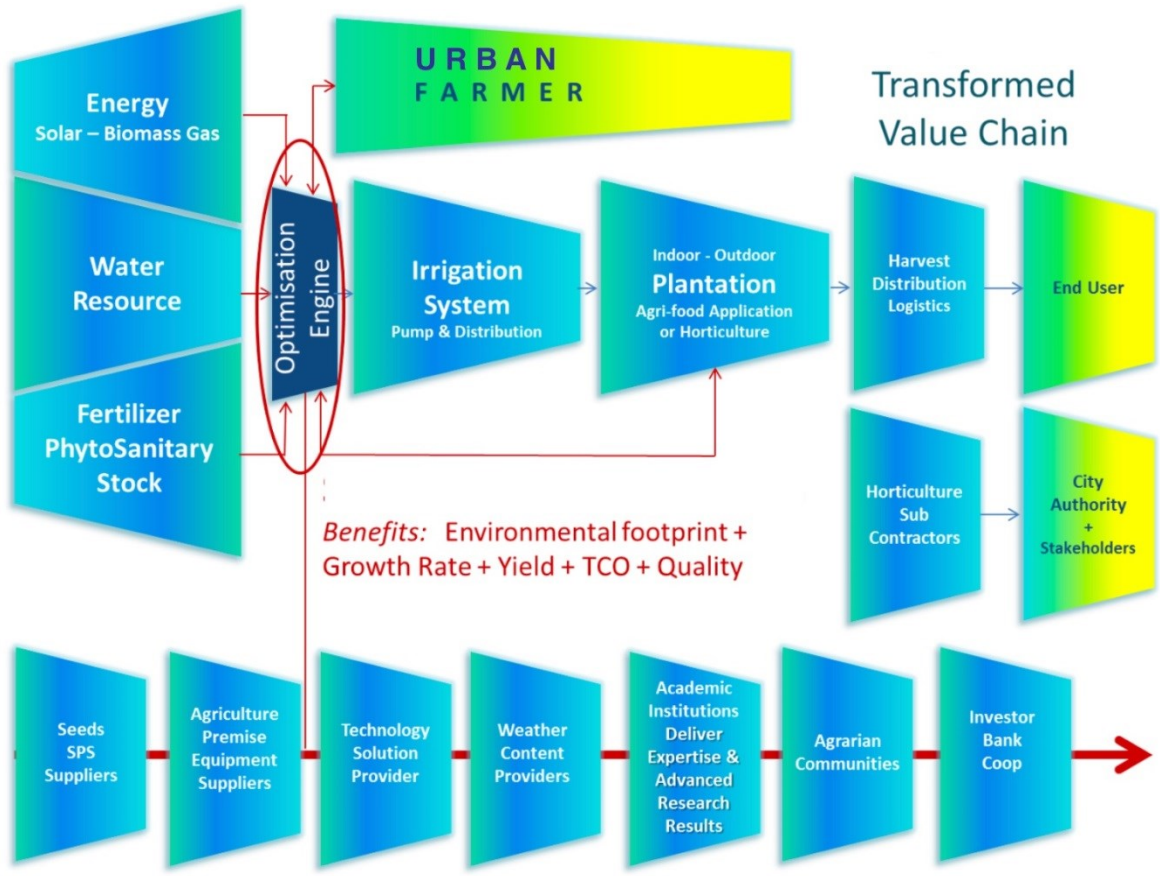 Energy
Solar – Biomass Gas
URBAN
FARMER
Transformed
Value Chain
Water
Resource
Optimisation
Engine
Irrigation
System
Pump & Distribution
Indoor - Outdoor
Plantation
Agri-food Application
or Horticulture
Harvest
Distribution
Logistics
End User
Fertilizer
PhytoSanitary
Stock
Horticulture
Sub
Contractors
City
Authority
+
Stakeholders
Benefits: Environmental footprint +
Growth Rate + Yield + TCO + Quality
Seeds
SPS
Suppliers
Agriculture
Premise
Equipment
Suppliers
Technology
Solution
Provider
Weather
Content
Providers
Academic
Institutions
Deliver
Expertise &
Advanced
Research
Results
Agrarian
Communities
Investor
Bank
Coop